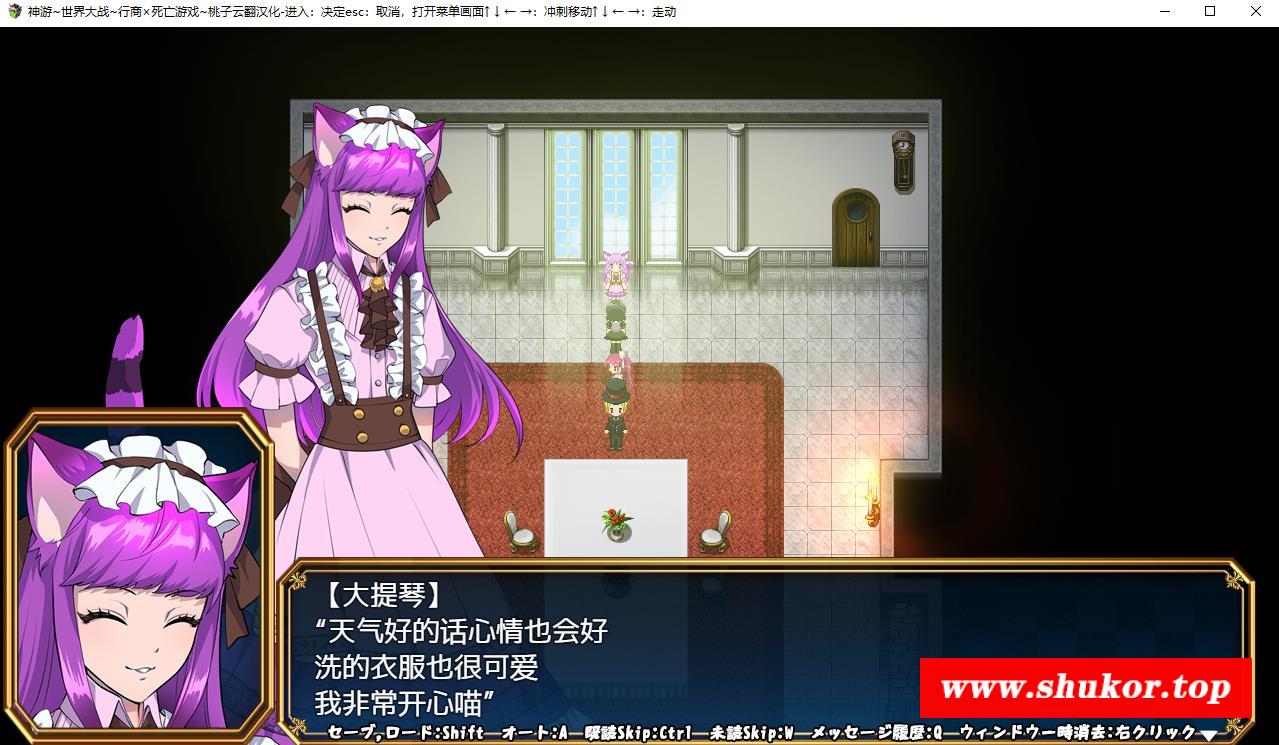 神游~世界大战~行商×死亡游戏~桃子云翻汉化-进入：决定esc：取消，打开菜单画面↑↓←→：冲刺移动↑↓←→：走动
【大提琴】
“天气好的话心情也会好
洗的衣服也很可爱
我非常开心喵”
www.shukor.top
セーブ。ロード:Shift　オート:A　既読Skip:Ctrl　未読Skip:W　メッセージ履歴:Q　ウィンドウ一時消去:右クリック